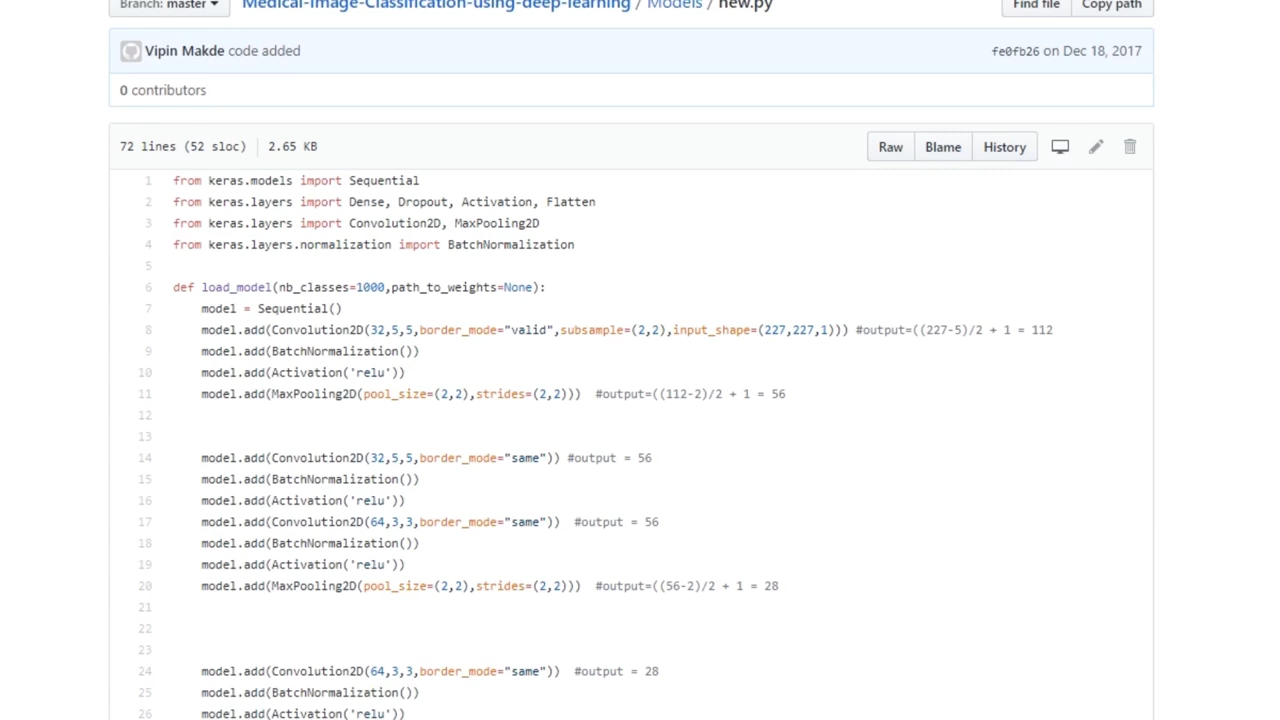 Branch: master Medical-Image-Classification-using-deep-learning / Models / new.py Find file Copy path
Vipin Makde code added fe0fb26 on Dec 18, 2017
0 contributors
72 lines (52 sloc) 2.65 KB Raw Blame History
1 from keras.models import Sequential
2 from keras.layers import Dense, Dropout, Activation, Flatten
3 from keras.layers import Convolution2D, MaxPooling2D
4 from keras.layers.normalization import BatchNormalization
5
6 def load_model(nb_classes=1000,path_to_weights=None):
7 model = Sequential()
8 model.add(Convolution2D(32,5,5,border_mode="valid",subsample=(2,2),input_shape=(227,227,1))) #output=((227-5)/2 + 1 = 112
9 model.add(BatchNormalization())
10 model.add(Activation('relu'))
11 model.add(MaxPooling2D(pool_size=(2,2),strides=(2,2))) #output=((112-2)/2 + 1 = 56
12
13
14 model.add(Convolution2D(32,5,5,border_mode="same")) #output = 56
15 model.add(BatchNormalization())
16 model.add(Activation('relu'))
17 model.add(Convolution2D(64,3,3,border_mode="same")) #output = 56
18 model.add(BatchNormalization())
19 model.add(Activation('relu'))
20 model.add(MaxPooling2D(pool_size=(2,2),strides=(2,2))) #output=((56-2)/2 + 1 = 28
21
22
23
24 model.add(Convolution2D(64,3,3,border_mode="same")) #output = 28
25 model.add(BatchNormalization())
26 model.add(Activation('relu'))